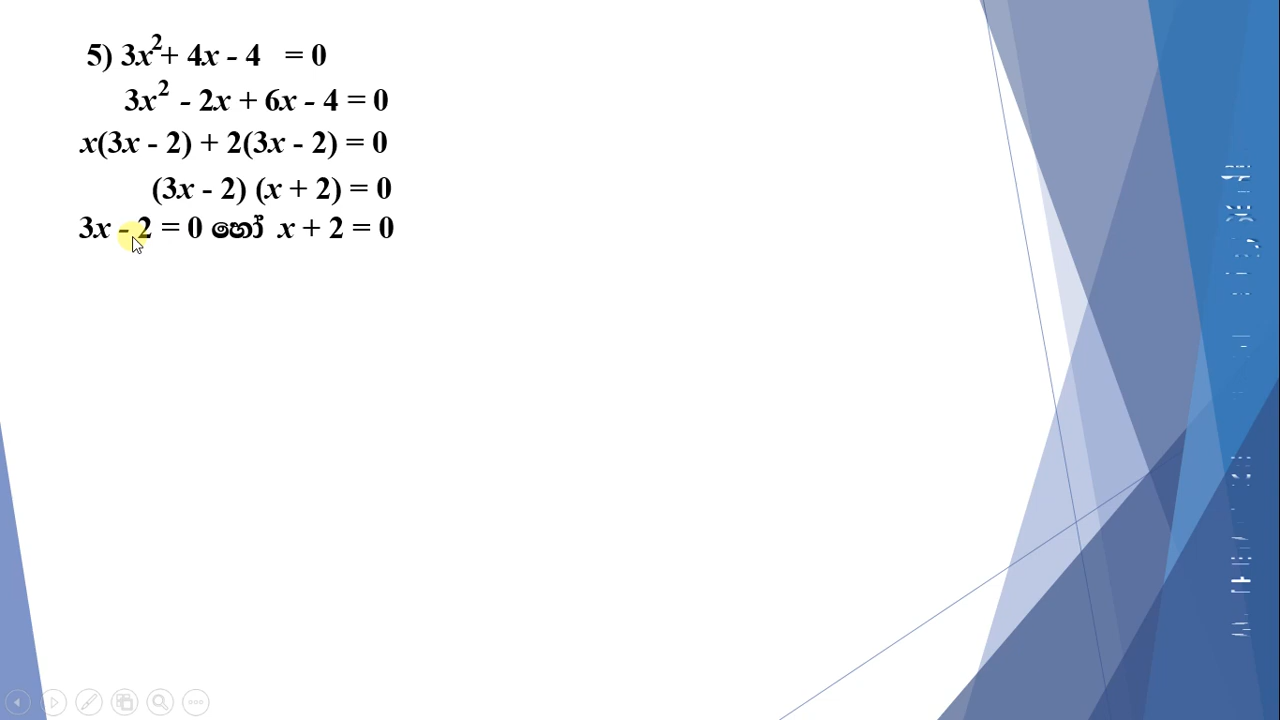 5) 3x²+ 4x - 4 = 0
3x² - 2x + 6x - 4 = 0
x(3x - 2) + 2(3x - 2) = 0
(3x - 2) (x + 2) = 0
3x - 2 = 0 හෝ x + 2 = 0